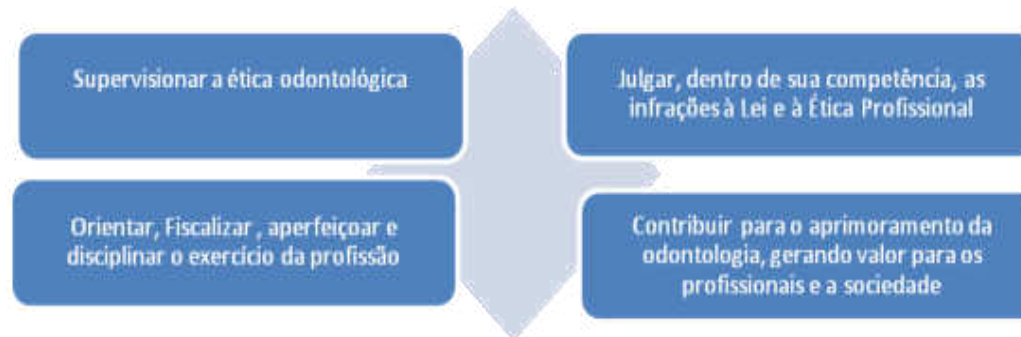 Supervisionar a ética odontológica
Julgar, dentro de sua competência, as
infrações à Lei e à Ética Profissional
Orientar, Fiscalizar , aperfeiçoar e
disciplinar o exercício da profissão
Contribuir para o aprimoramento da
odontologia, gerando valor para os
profissionais e a sociedade